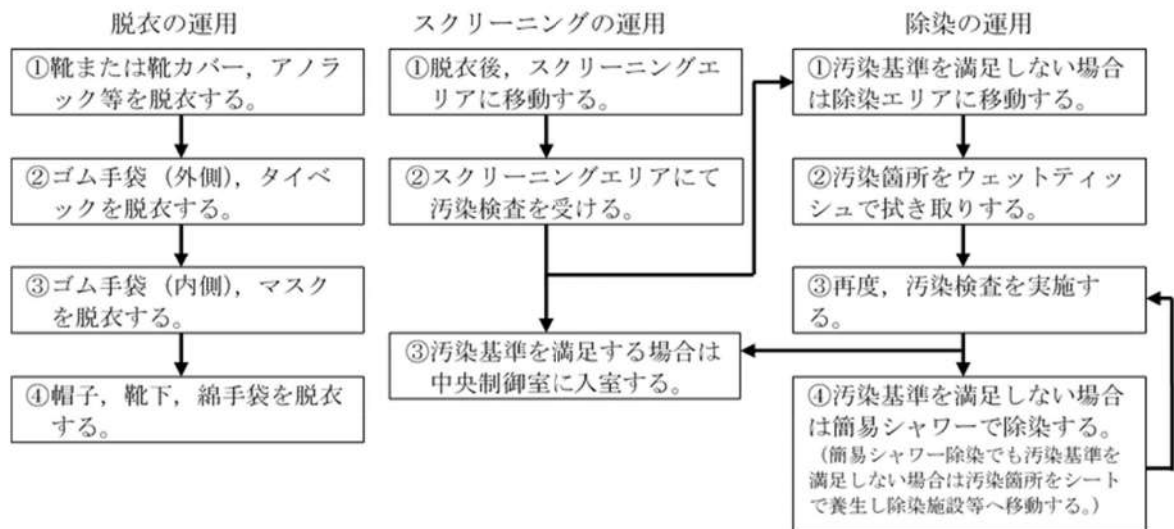 脱衣の運用
①靴または靴カバー，アノラ
ック等を脱衣する。
②ゴム手袋（外側），タイベ
ックを脱衣する。
③ゴム手袋（内側），マスク
を脱衣する。
④帽子，靴下，綿手袋を脱衣
する。
スクリーニングの運用
①脱衣後，スクリーニングエ
リアに移動する。
②スクリーニングエリアにて
汚染検査を受ける。
③汚染基準を満足する場合は
中央制御室に入室する。
除染の運用
①汚染基準を満足しない場合
は除染エリアに移動する。
②汚染箇所をウェットティッ
シュで拭き取りする。
③再度，汚染検査を実施す
る。
④汚染基準を満足しない場合
は簡易シャワーで除染する。
（簡易シャワー除染でも汚染基準を
満足しない場合は汚染箇所をシート
で養生し除染施設等へ移動する。）